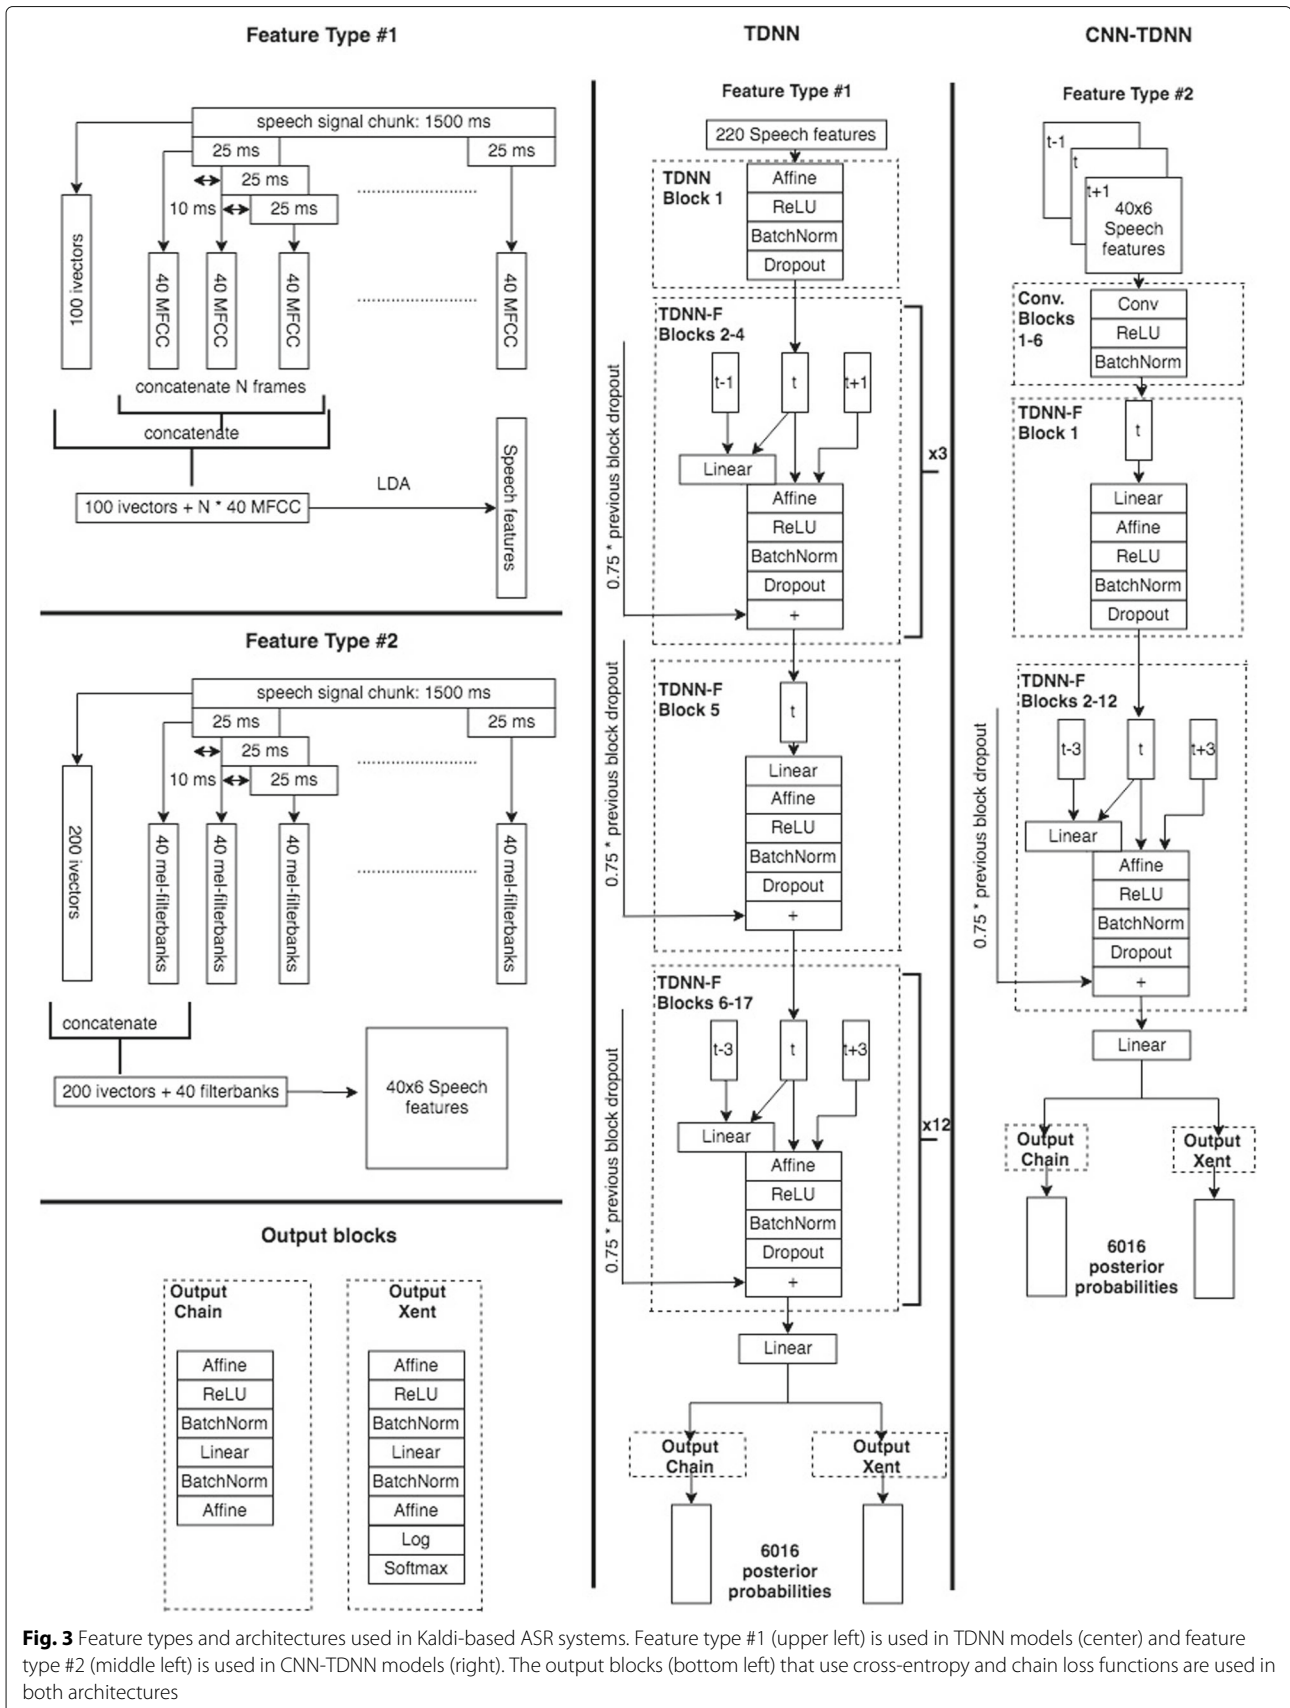 Feature Type #1
speech signal chunk: 1500 ms
25 ms
25 ms
25 ms
10 ms
25 ms
100 ivectors
40 MFCC
40 MFCC
40 MFCC
40 MFCC
concatenate N frames
concatenate
100 ivectors + N * 40 MFCC
LDA
Speech features
Feature Type #2
speech signal chunk: 1500 ms
25 ms
25 ms
25 ms
10 ms
25 ms
200 ivectors
40 mel-filterbanks
40 mel-filterbanks
40 mel-filterbanks
40 mel-filterbanks
concatenate
200 ivectors + 40 filterbanks
40x6 Speech
features
Output blocks
Output
Chain
Affine
ReLU
BatchNorm
Linear
BatchNorm
Affine
Output
Xent
Affine
ReLU
BatchNorm
Linear
BatchNorm
Affine
Log
Softmax
TDNN
Feature Type #1
220 Speech features
TDNN
Block 1
Affine
ReLU
BatchNorm
Dropout
TDNN-F
Blocks 2-4
t-1
t
t+1
Linear
Affine
ReLU
BatchNorm
Dropout
+
0.75 * previous block dropout
x3
TDNN-F
Block 5
t
Linear
Affine
ReLU
BatchNorm
Dropout
+
0.75 * previous block dropout
TDNN-F
Blocks 6-17
t-3
t
t+3
Linear
Affine
ReLU
BatchNorm
Dropout
+
0.75 * previous block dropout
x12
Linear
Output
Chain
Output
Xent
6016
posterior
probabilities
CNN-TDNN
Feature Type #2
t-1
t
t+1
40x6
Speech
features
Conv.
Blocks
1-6
Conv
ReLU
BatchNorm
TDNN-F
Block 1
t
Linear
Affine
ReLU
BatchNorm
Dropout
TDNN-F
Blocks 2-12
t-3
t
t+3
Linear
Affine
ReLU
BatchNorm
Dropout
+
0.75 * previous block dropout
Linear
Output
Chain
Output
Xent
6016
posterior
probabilities
Fig. 3 Feature types and architectures used in Kaldi-based ASR systems. Feature type #1 (upper left) is used in TDNN models (center) and feature
type #2 (middle left) is used in CNN-TDNN models (right). The output blocks (bottom left) that use cross-entropy and chain loss functions are used in
both architectures